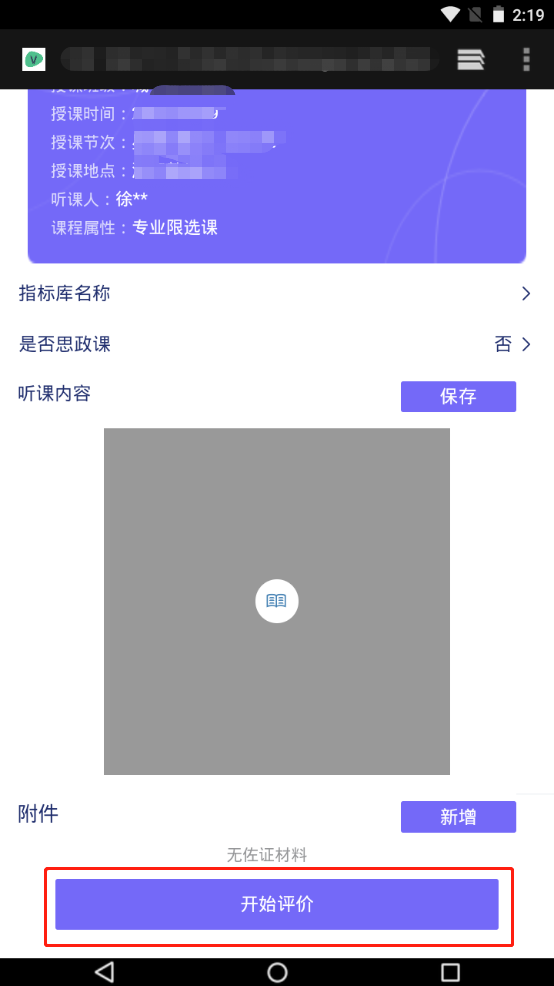 2:19
授课时间：
授课节次：
授课地点：
听课人：徐**
课程属性：专业限选课
指标库名称
是否思政课 否
听课内容 保存
附件 新增
无佐证材料
开始评价